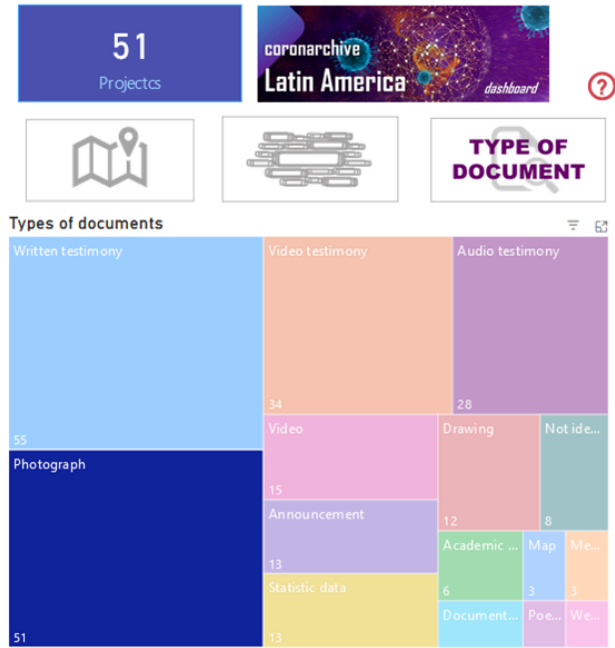 51
Projectcs
coronarchive
Latin America
dashboard
?
TYPE OF
DOCUMENT
Types of documents
Written testimony
55
Photograph
51
Video testimony
34
Audio testimony
28
Video
15
Announcement
13
Statistic data
13
Drawing
12
Not ide...
8
Academic ...
6
Map
3
Me...
3
Document...
Poe...
We...